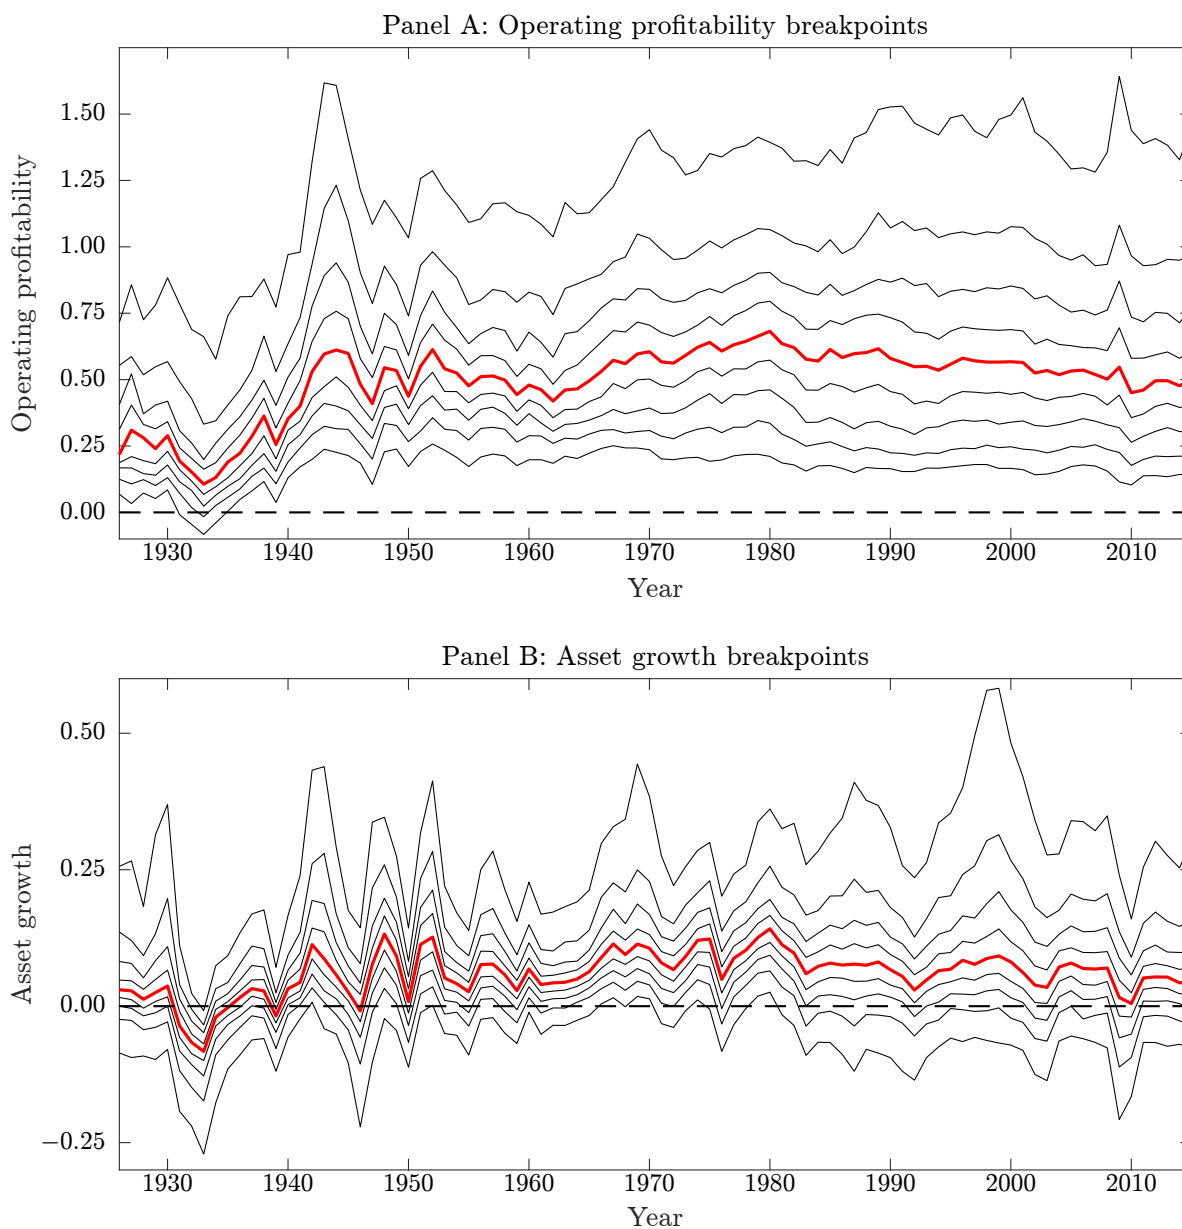 Panel A: Operating profitability breakpoints
Operating profitability
1.50
1.25
1.00
0.75
0.50
0.25
0.00
1930 1940 1950 1960 1970 1980 1990 2000 2010
Year
Panel B: Asset growth breakpoints
Asset growth
0.50
0.25
0.00
−0.25
1930 1940 1950 1960 1970 1980 1990 2000 2010
Year